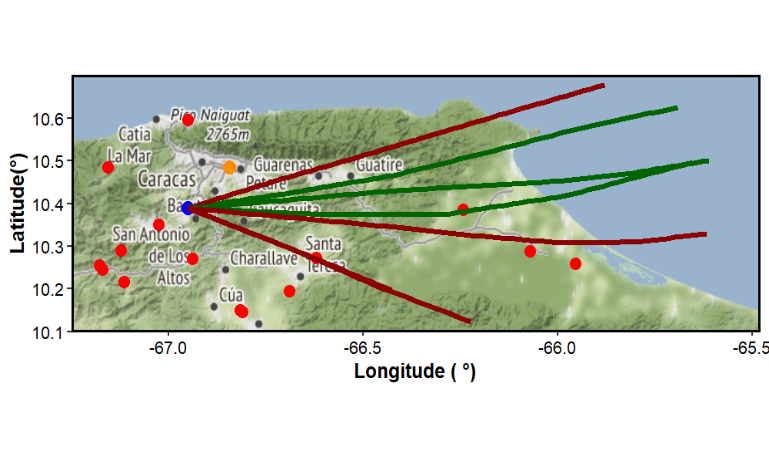 10.6
10.5
10.4
10.3
10.2
10.1
Latitude(°)
Pico Naiguat
2765m
Catia
La Mar
Guarenas
Guatire
Caracas
Petare
Ba
San Antonio
de Los
Altos
Charallave
Santa
Teresa
Cúa
-67.0
-66.5
-66.0
-65.5
Longitude ( °)